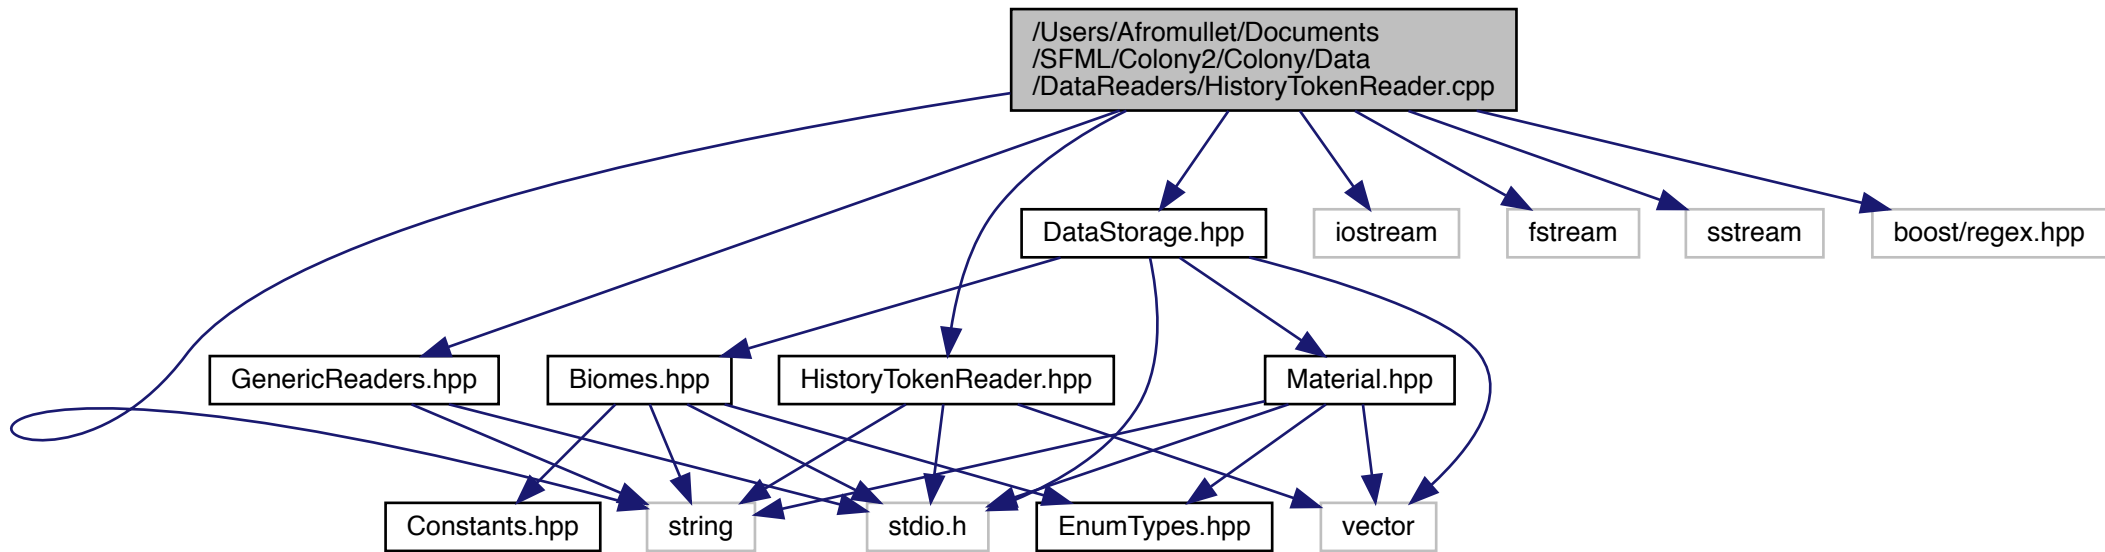 /Users/Afromullet/Documents
/SFML/Colony2/Colony/Data
/DataReaders/HistoryTokenReader.cpp
DataStorage.hpp
iostream
fstream
sstream
boost/regex.hpp
GenericReaders.hpp
Biomes.hpp
HistoryTokenReader.hpp
Material.hpp
Constants.hpp
string
stdio.h
EnumTypes.hpp
vector